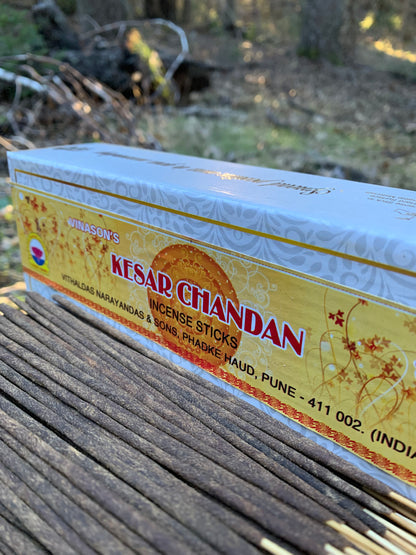 VINASON'S
KESAR CHANDAN
INCENSE STICKS
VITHALDAS NARAYANDAS & SONS, PHADKE HAUD, PUNE - 411 002. (INDIA